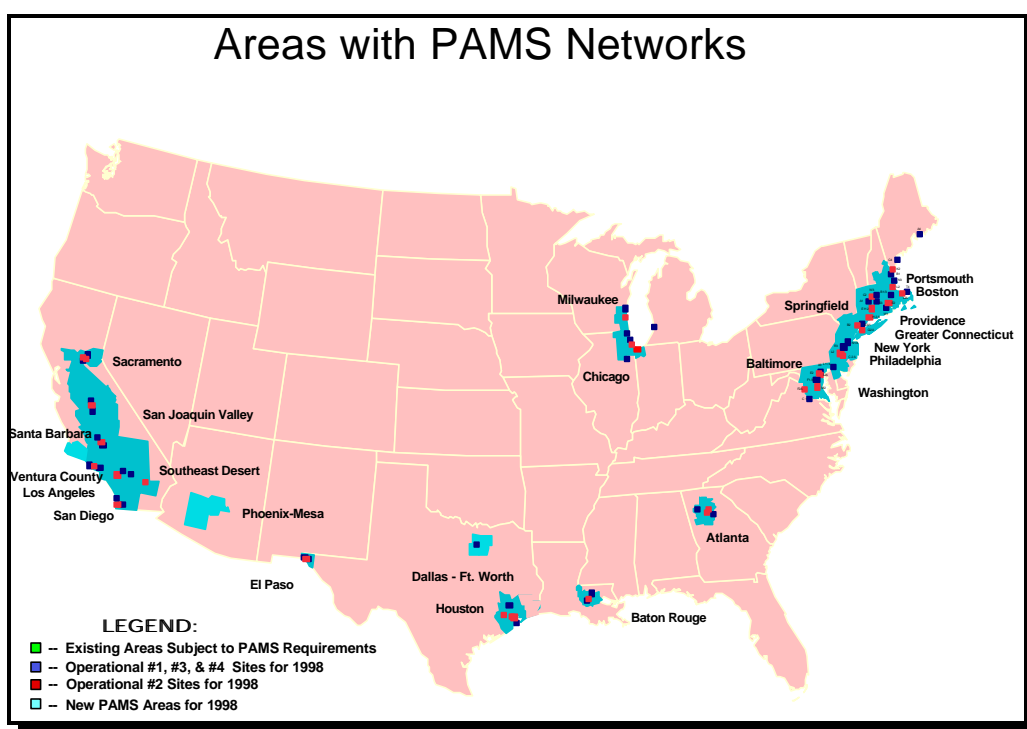 Areas with PAMS Networks
Milwaukee
Chicago
Portsmouth
Boston
Springfield
Providence
Greater Connecticut
New York
Philadelphia
Baltimore
Washington
Sacramento
San Joaquin Valley
Santa Barbara
Southeast Desert
Ventura County
Los Angeles
San Diego
Phoenix-Mesa
El Paso
Dallas - Ft. Worth
Houston
Baton Rouge
Atlanta
LEGEND:
-- Existing Areas Subject to PAMS Requirements
-- Operational #1, #3, & #4 Sites for 1998
-- Operational #2 Sites for 1998
-- New PAMS Areas for 1998